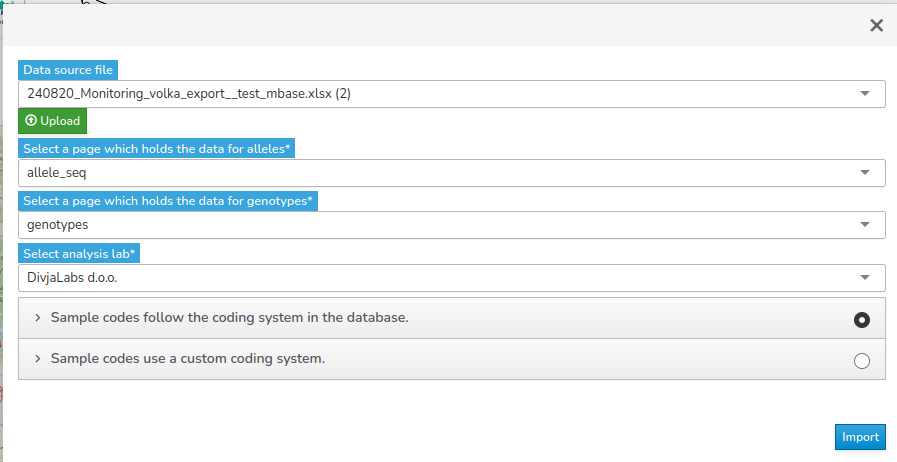 Data source file
240820_Monitoring_volka_export__test_mbase.xlsx (2)
Upload
Select a page which holds the data for alleles*
allele_seq
Select a page which holds the data for genotypes*
genotypes
Select analysis lab*
DivjaLabs d.o.o.
Sample codes follow the coding system in the database.
Sample codes use a custom coding system.
Import